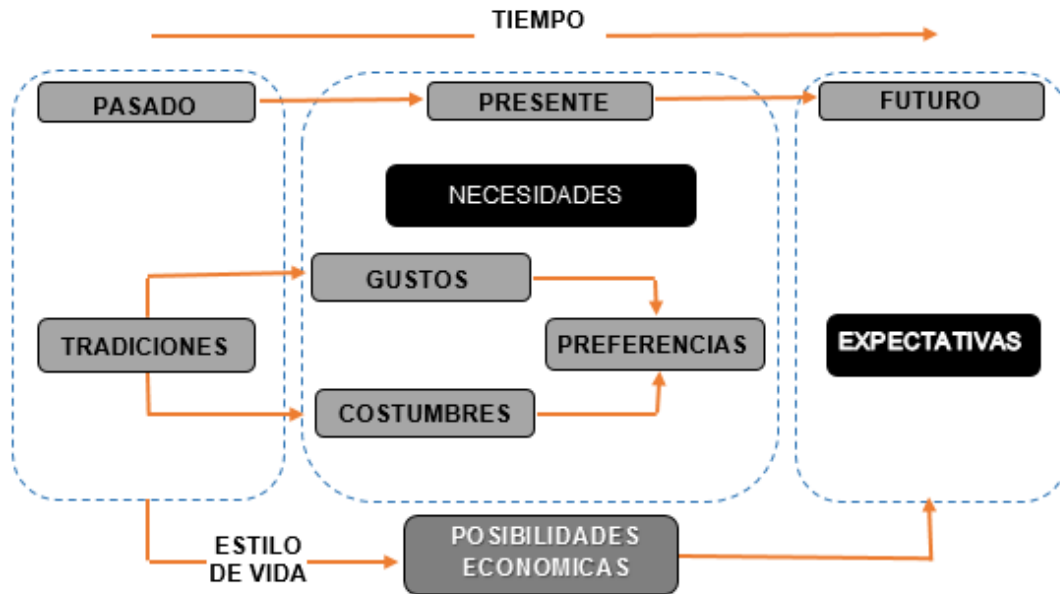 TIEMPO
PASADO
PRESENTE
FUTURO
NECESIDADES
GUSTOS
TRADICIONES
PREFERENCIAS
EXPECTATIVAS
COSTUMBRES
ESTILO
DE VIDA
POSIBILIDADES
ECONOMICAS